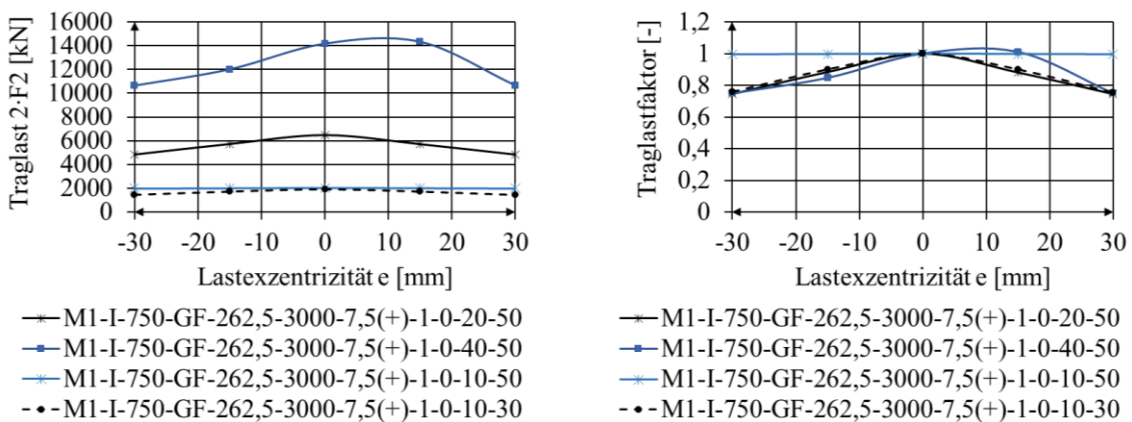 Traglast 2·F2 [kN]
16000
14000
12000
10000
8000
6000
4000
2000
0
-30 -20 -10 0 10 20 30
Lastexzentrizität e [mm]
M1-I-750-GF-262,5-3000-7,5(+)-1-0-20-50
M1-I-750-GF-262,5-3000-7,5(+)-1-0-40-50
M1-I-750-GF-262,5-3000-7,5(+)-1-0-10-50
M1-I-750-GF-262,5-3000-7,5(+)-1-0-10-30
Traglastfaktor [-]
1,2
1
0,8
0,6
0,4
0,2
0
-30 -20 -10 0 10 20 30
Lastexzentrizität e [mm]
M1-I-750-GF-262,5-3000-7,5(+)-1-0-20-50
M1-I-750-GF-262,5-3000-7,5(+)-1-0-40-50
M1-I-750-GF-262,5-3000-7,5(+)-1-0-10-50
M1-I-750-GF-262,5-3000-7,5(+)-1-0-10-30